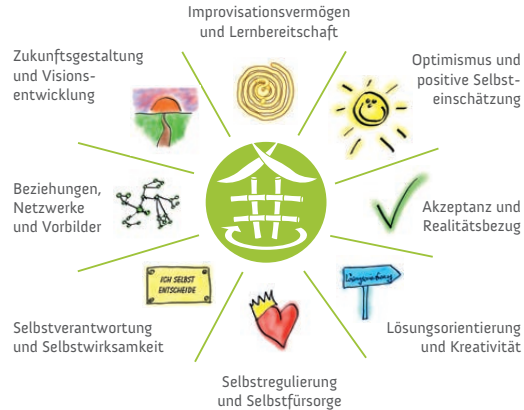 Improvisationsvermögen
und Lernbereitschaft
Optimismus und
positive Selbst-
einschätzung
Akzeptanz und
Realitätsbezug
Lösungsorientierung
Lösungsorientierung
und Kreativität
Selbstregulierung
und Selbstfürsorge
ICH SELBST
ENTSCHEIDE
Selbstverantwortung
und Selbstwirksamkeit
Beziehungen,
Netzwerke
und Vorbilder
Zukunftsgestaltung
und Visions-
entwicklung